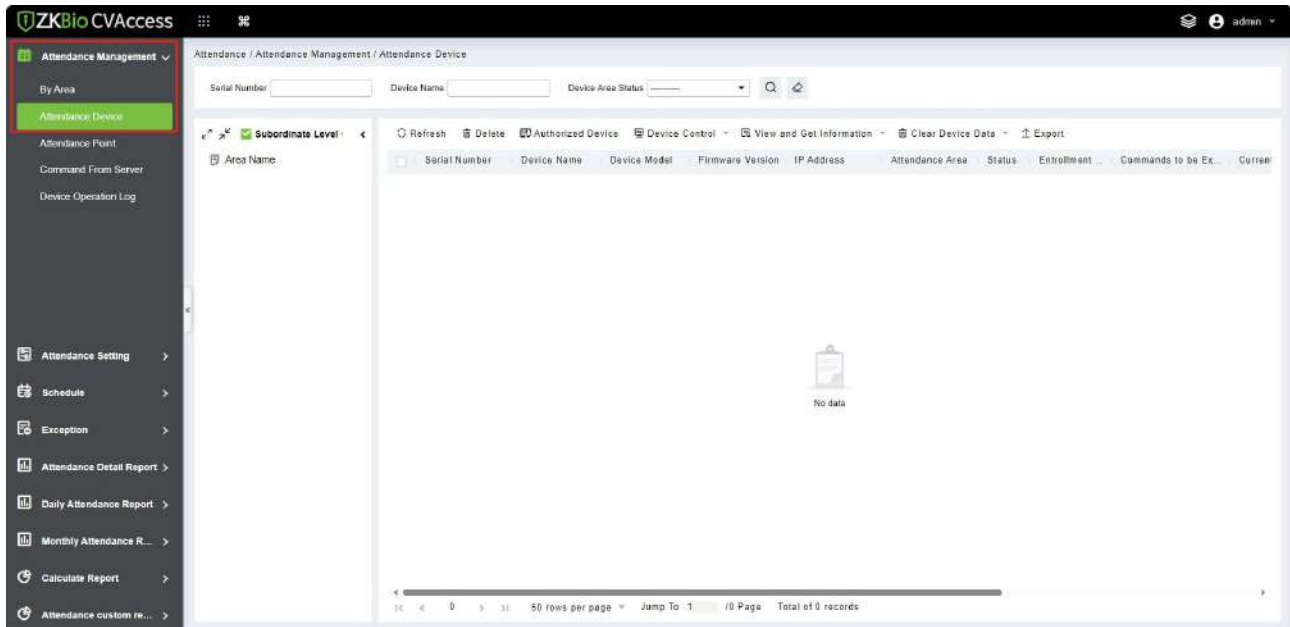 ZKBio CVAccess
admin
Attendance Management
By Area
Attendance Device
Attendance Point
Command From Server
Device Operation Log
Attendance Setting
Schedule
Exception
Attendance Detail Report
Daily Attendance Report
Monthly Attendance R...
Calculate Report
Attendance custom re...
Attendance / Attendance Management / Attendance Device
Serial Number Device Name Device Area Status ---------
Subordinate Level
Area Name
Refresh Delete Authorized Device Device Control View and Get Information Clear Device Data Export
Serial Number Device Name Device Model Firmware Version IP Address Attendance Area Status Enrollment ... Commands to be Ex... Current
No data
0 50 rows per page Jump To 1 /0 Page Total of 0 records